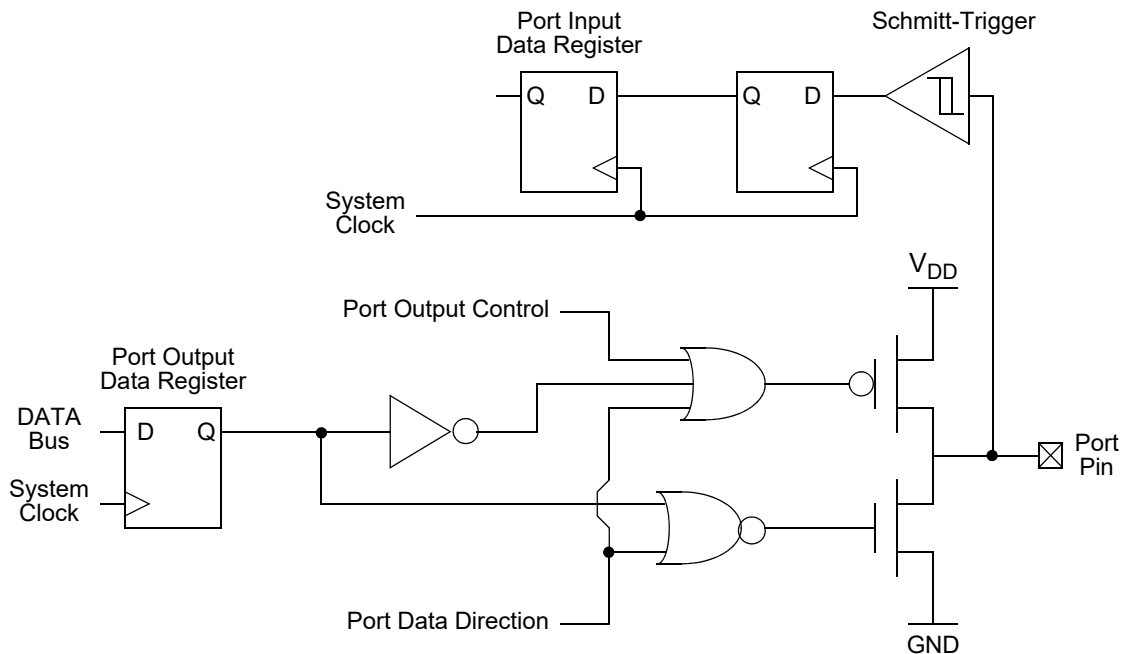 Port Input
Data Register
Schmitt-Trigger
Q
D
Q
D
System
Clock
VDD
Port Output Control
Port Output
Data Register
DATA
Bus
D
Q
System
Clock
Port
Pin
Port Data Direction
GND